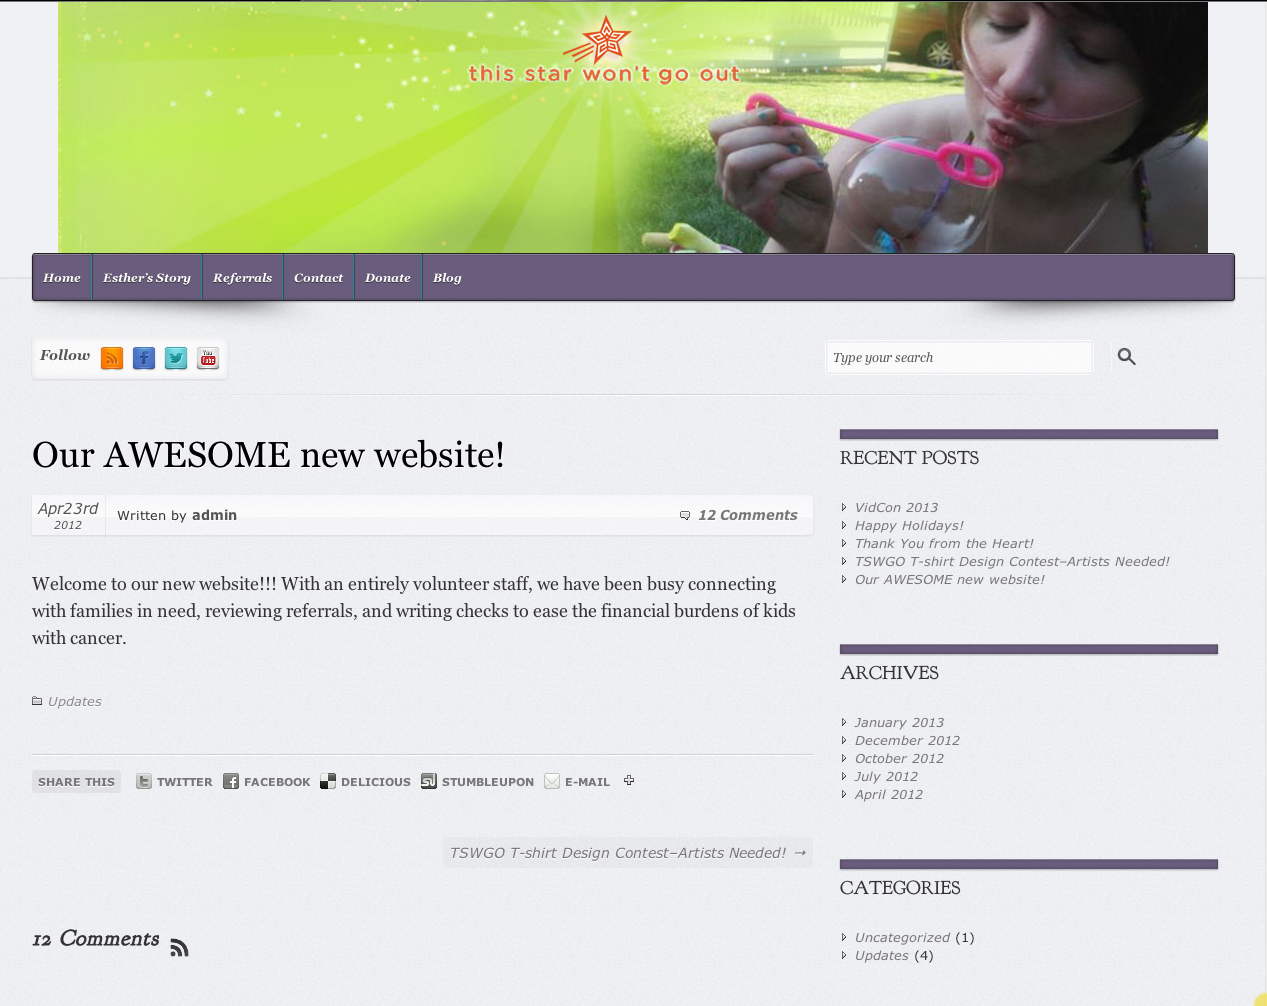 this star won't go out
Home
Esther's Story
Referrals
Contact
Donate
Blog
Follow
You
Tube
Type your search
Our AWESOME new website!
Apr23rd
2012
Written by admin
12 Comments
Welcome to our new website!!! With an entirely volunteer staff, we have been busy connecting
with families in need, reviewing referrals, and writing checks to ease the financial burdens of kids
with cancer.
Updates
SHARE THIS
TWITTER
FACEBOOK
DELICIOUS
STUMBLEUPON
E-MAIL
TSWGO T-shirt Design Contest–Artists Needed! →
12 Comments
RECENT POSTS
VidCon 2013
Happy Holidays!
Thank You from the Heart!
TSWGO T-shirt Design Contest–Artists Needed!
Our AWESOME new website!
ARCHIVES
January 2013
December 2012
October 2012
July 2012
April 2012
CATEGORIES
Uncategorized (1)
Updates (4)